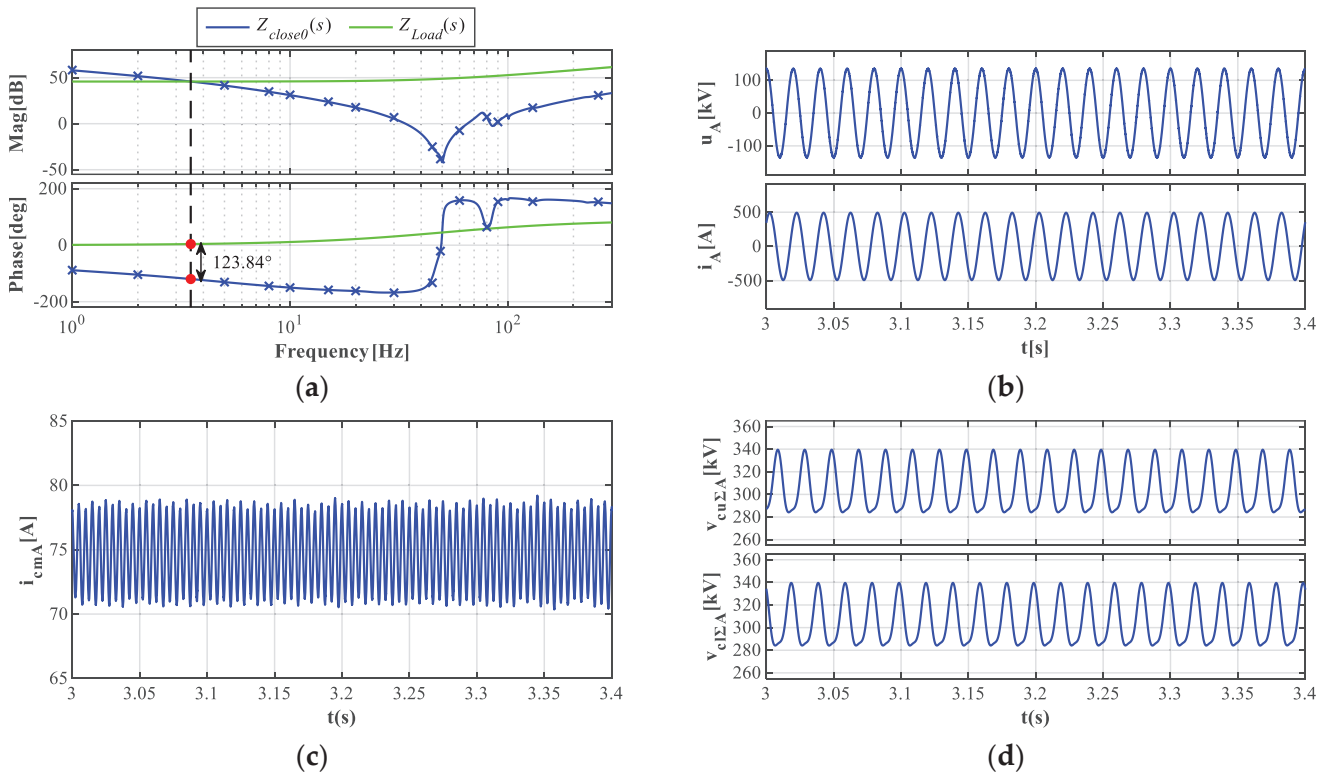 Z_close0(s) Z_Load(s)
Mag[dB]
50
0
-50
Phase[deg]
200
0
-200
123.84°
10^0 10^1 10^2
Frequency[Hz]
(a)
u_A[kV]
100
0
-100
i_A[A]
500
0
-500
3 3.05 3.1 3.15 3.2 3.25 3.3 3.35 3.4
t[s]
(b)
i_cmA[A]
85
80
75
70
65
3 3.05 3.1 3.15 3.2 3.25 3.3 3.35 3.4
t(s)
(c)
v_cuΣA[kV]
360
340
320
300
280
260
v_clΣA[kV]
360
340
320
300
280
260
3 3.05 3.1 3.15 3.2 3.25 3.3 3.35 3.4
t(s)
(d)